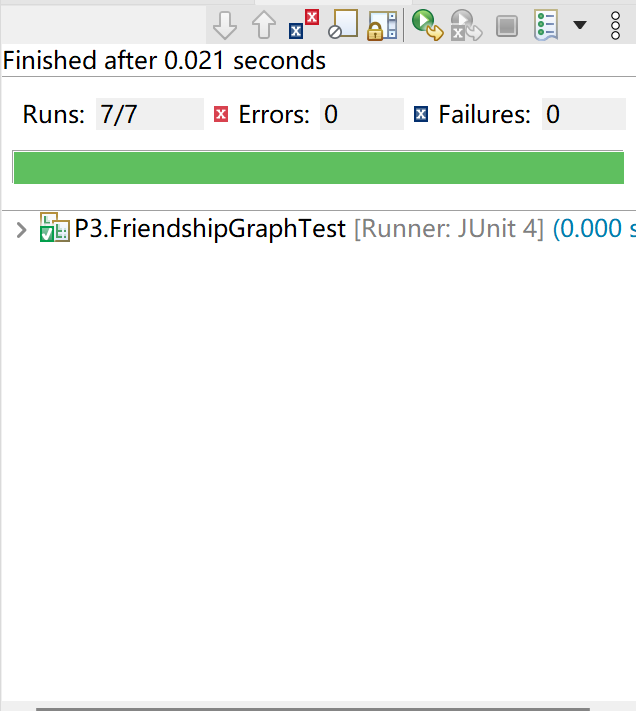 Finished after 0.021 seconds
Runs: 7/7 Errors: 0 Failures: 0
P3.FriendshipGraphTest [Runner: JUnit 4] (0.000 s